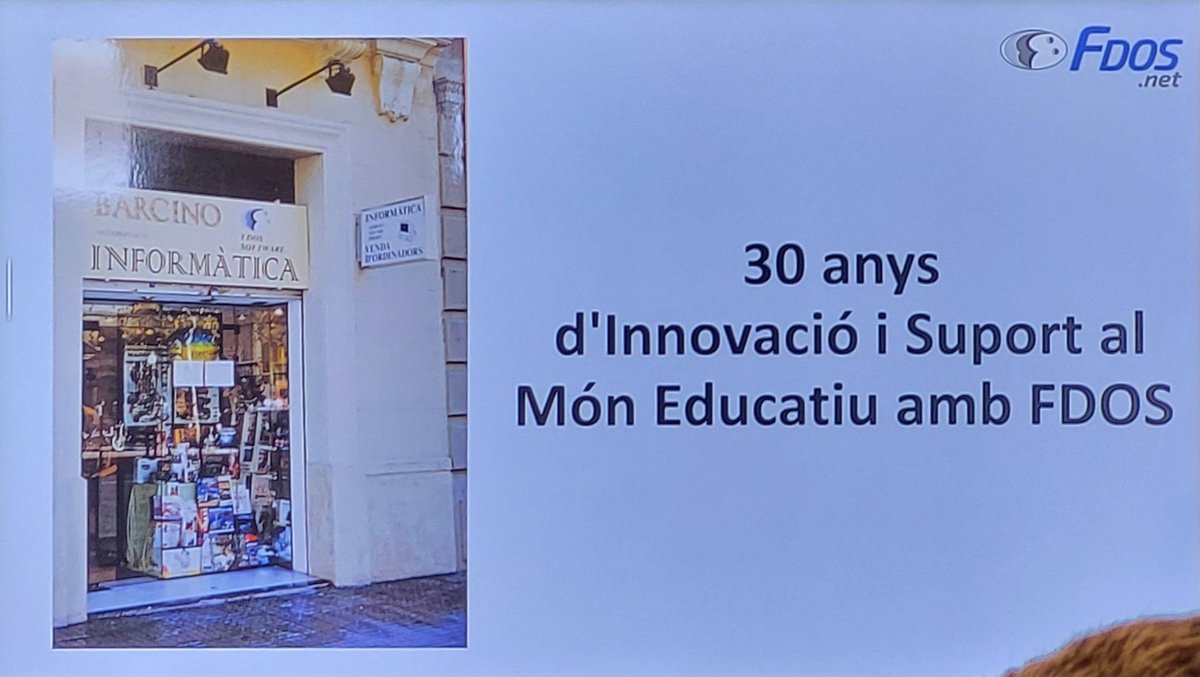 BARCINO
FDOS
SOFTWARE
INFORMÀTICA
INFORMÀTICA
VENDA
D'ORDINADORS
FDOS
.net
30 anys
d'Innovació i Suport al
Món Educatiu amb FDOS